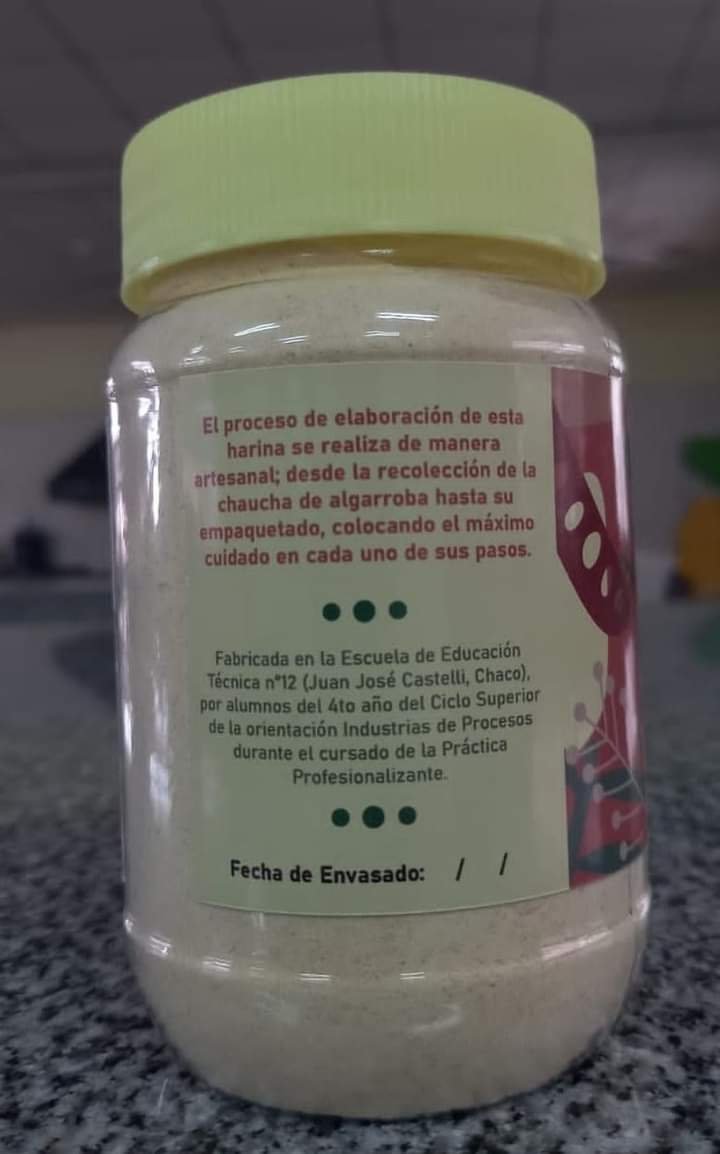 El proceso de elaboración de esta
harina se realiza de manera
artesanal; desde la recolección de la
chaucha de algarroba hasta su
empaquetado, colocando el máximo
cuidado en cada uno de sus pasos.
Fabricada en la Escuela de Educación
Técnica n°12 (Juan José Castelli, Chaco),
por alumnos del 4to año del Ciclo Superior
de la orientación Industrias de Procesos
durante el cursado de la Práctica
Profesionalizante.
Fecha de Envasado: / /